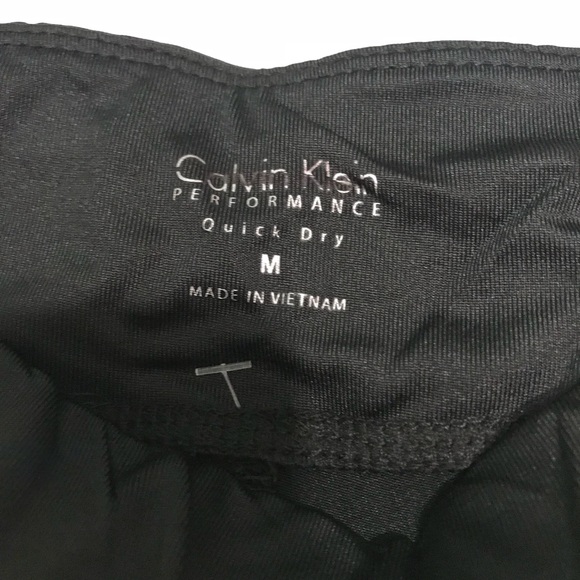 Calvin Klein
PERFORMANCE
Quick Dry
M
MADE IN VIETNAM